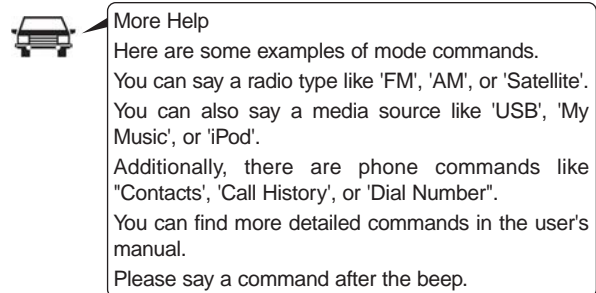 More Help
Here are some examples of mode commands.
You can say a radio type like 'FM', 'AM', or 'Satellite'.
You can also say a media source like 'USB', 'My
Music', or 'iPod'.
Additionally, there are phone commands like
"Contacts', 'Call History', or 'Dial Number".
You can find more detailed commands in the user's
manual.
Please say a command after the beep.